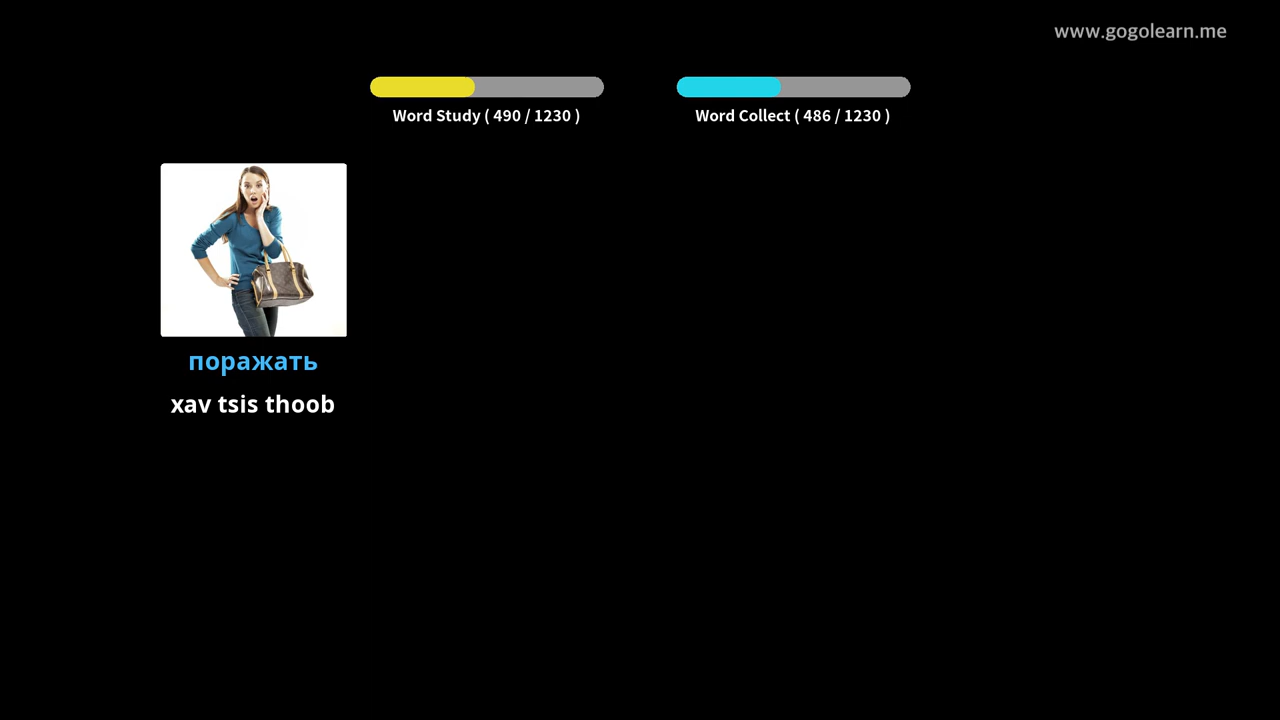 www.gogolearn.me
Word Study ( 490 / 1230 )
Word Collect ( 486 / 1230 )
поражать
xav tsis thoob